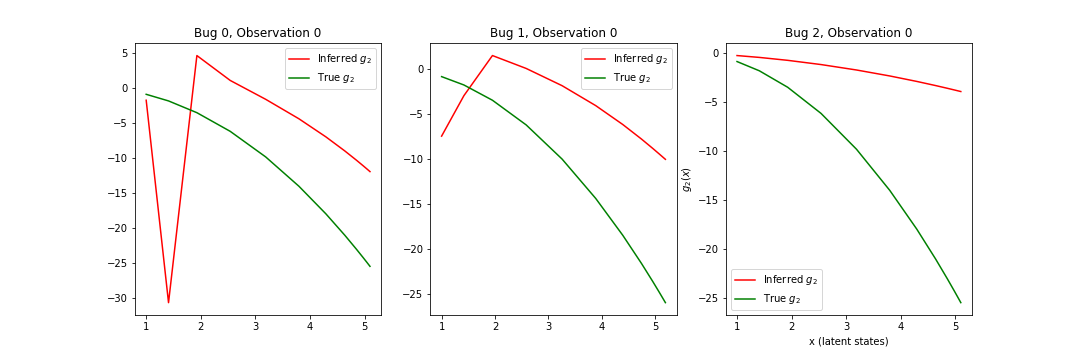 Bug 0, Observation 0
5
0
−5
−10
−15
−20
−25
−30
1 2 3 4 5
Inferred g₂
True g₂
Bug 1, Observation 0
0
−5
−10
−15
−20
−25
1 2 3 4 5
Inferred g₂
True g₂
Bug 2, Observation 0
g₂(x)
0
−5
−10
−15
−20
−25
1 2 3 4 5
x (latent states)
Inferred g₂
True g₂